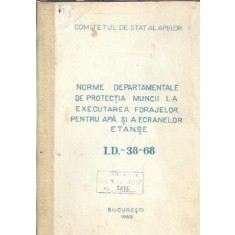 COMITETUL DE STAT AL APELOR
NORME DEPARTAMENTALE
DE PROTECȚIA MUNCII LA
EXECUTAREA FORAJELOR
PENTRU APĂ ȘI A ECRANELOR
ETANȘE
I.D.-38-68
BUCUREȘTI
1968